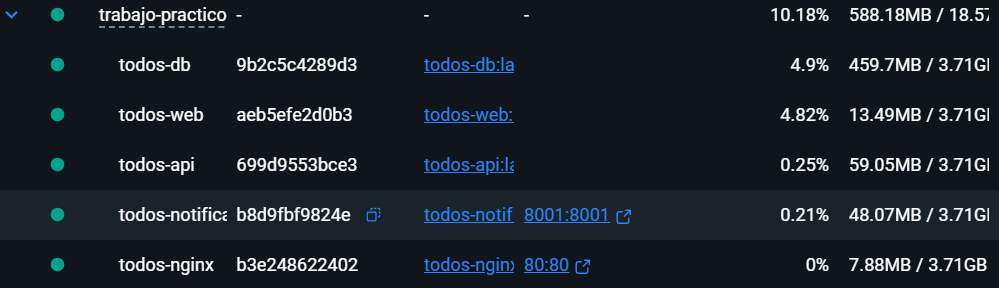 trabajo-practico - - - 10.18% 588.18MB / 18.57
todos-db 9b2c5c4289d3 todos-db:la 4.9% 459.7MB / 3.71GI
todos-web aeb5efe2d0b3 todos-web: 4.82% 13.49MB / 3.71GI
todos-api 699d9553bce3 todos-api:la 0.25% 59.05MB / 3.71GI
todos-notifica b8d9fbf9824e todos-notif 8001:8001 0.21% 48.07MB / 3.71GI
todos-nginx b3e248622402 todos-nginx 80:80 0% 7.88MB / 3.71GB